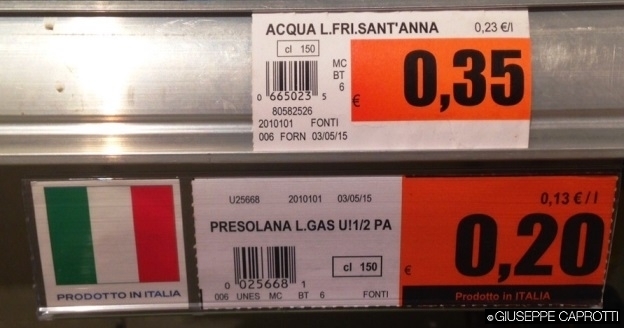 ACQUA L.FRI.SANT'ANNA 0,23 €/l
cl 150
MC
BT
6
€ 0,35
0 665023 5
80582526
2010101 FONTI
006 FORN 03/05/15
U25668 2010101 03/05/15
PRESOLANA L.GAS U!1/2 PA
0 025668 1
cl 150
006 UNES MC BT 6 FONTI
0,13 €/l
€ 0,20
Prodotto in ITALIA
PRODOTTO IN ITALIA
©GIUSEPPE CAPROTTI